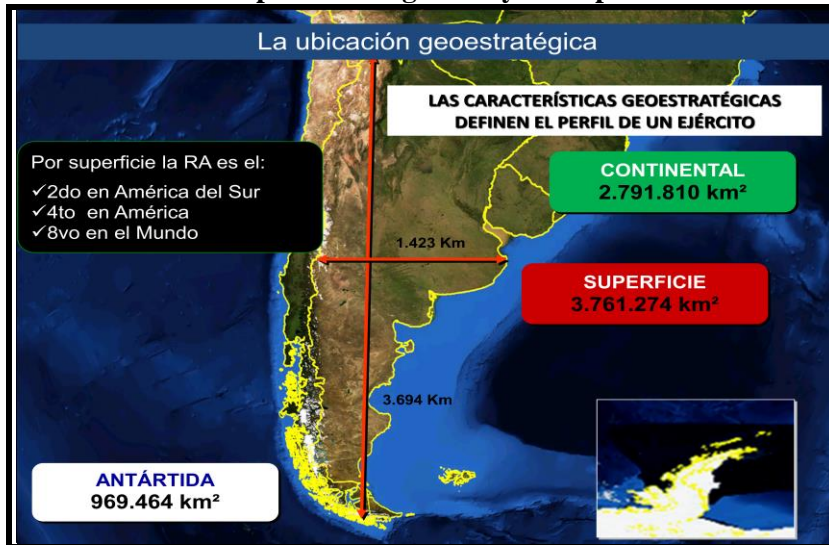 La ubicación geoestratégica
LAS CARACTERÍSTICAS GEOESTRATÉGICAS
DEFINEN EL PERFIL DE UN EJÉRCITO
Por superficie la RA es el:
✓2do en América del Sur
✓4to en América
✓8vo en el Mundo
CONTINENTAL
2.791.810 km²
1.423 Km
SUPERFICIE
3.761.274 km²
3.694 Km
ANTÁRTIDA
969.464 km²